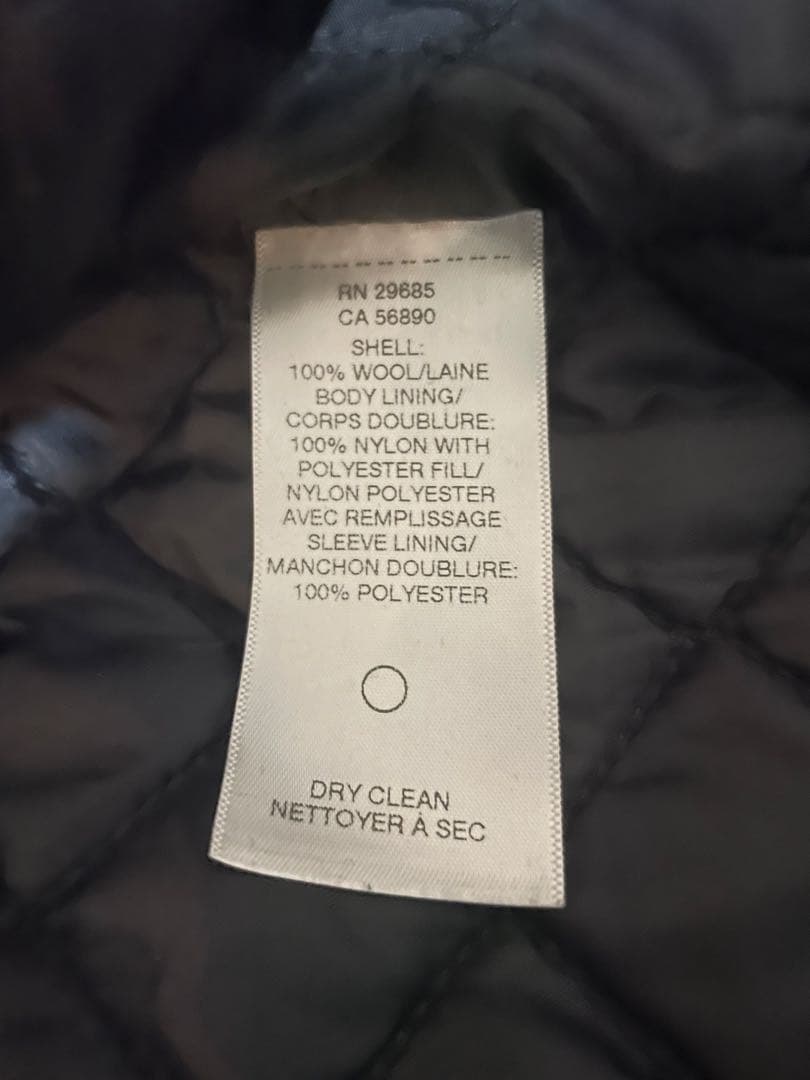 RN 29685
CA 56890
SHELL:
100% WOOL/LAINE
BODY LINING/
CORPS DOUBLURE:
100% NYLON WITH
POLYESTER FILL/
NYLON POLYESTER
AVEC REMPLISSAGE
SLEEVE LINING/
MANCHON DOUBLURE:
100% POLYESTER
DRY CLEAN
NETTOYER À SEC